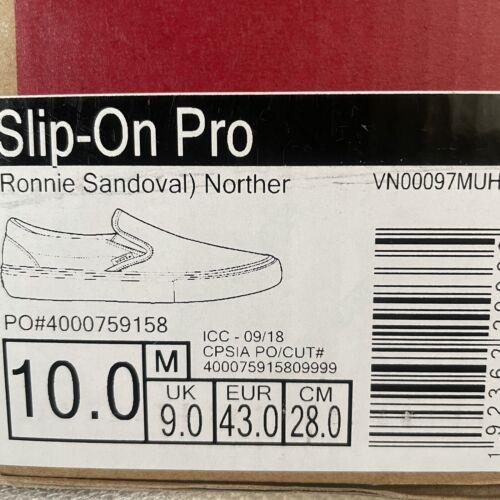 Slip-On Pro
(Ronnie Sandoval) Norther
VN00097MUH
PO#4000759158
ICC - 09/18
CPSIA PO/CUT#
400075915809999
10.0
M
UK
9.0
EUR
43.0
CM
28.0